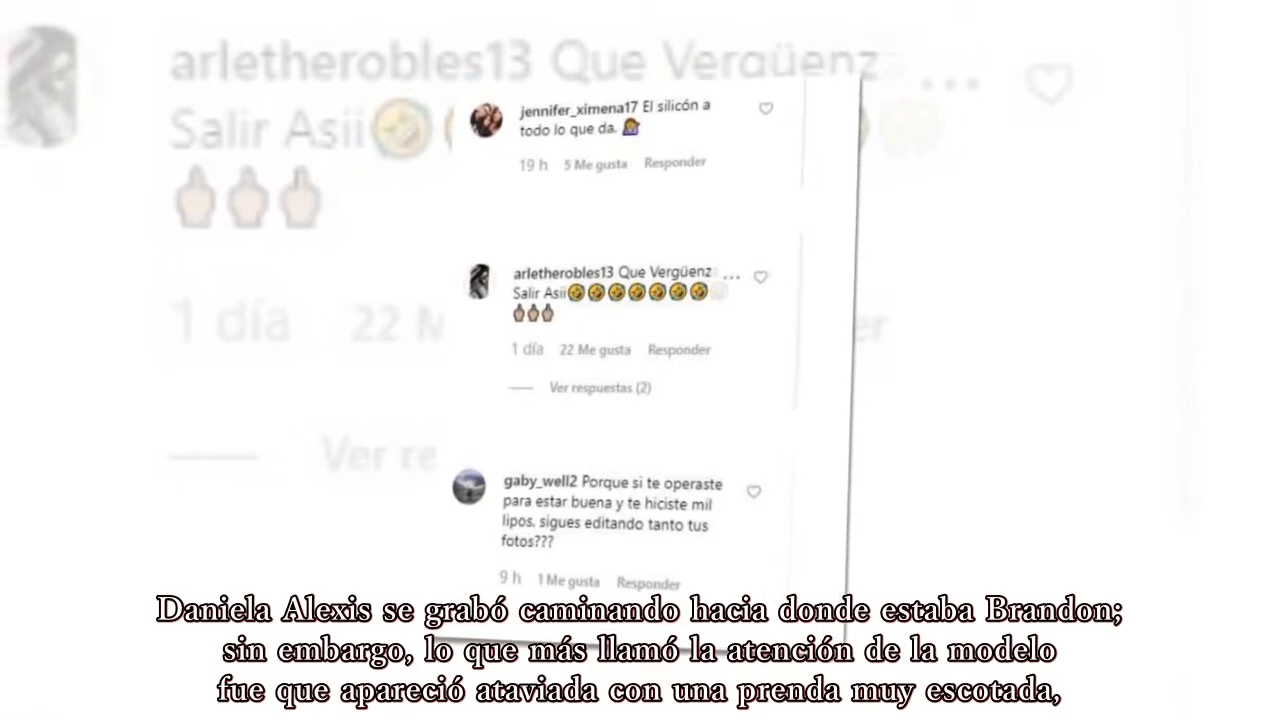 arletherobles13 Que Vergüenz ...
Salir Asii
1 día 22 M
Ver re
jennifer_ximena17 El silicón a
todo lo que da.
19 h 5 Me gusta Responder
arletherobles13 Que Vergüenz ...
Salir Asii🤣🤣🤣🤣🤣🤣🤣
🖕🏻🖕🏻🖕🏻
1 día 22 Me gusta Responder
Ver respuestas (2)
gaby_well2 Porque si te operaste
para estar buena y te hiciste mil
lipos, sigues editando tanto tus
fotos???
9 h 1 Me gusta Responder
Daniela Alexis se grabó caminando hacia donde estaba Brandon;
sin embargo, lo que más llamó la atención de la modelo
fue que apareció ataviada con una prenda muy escotada,